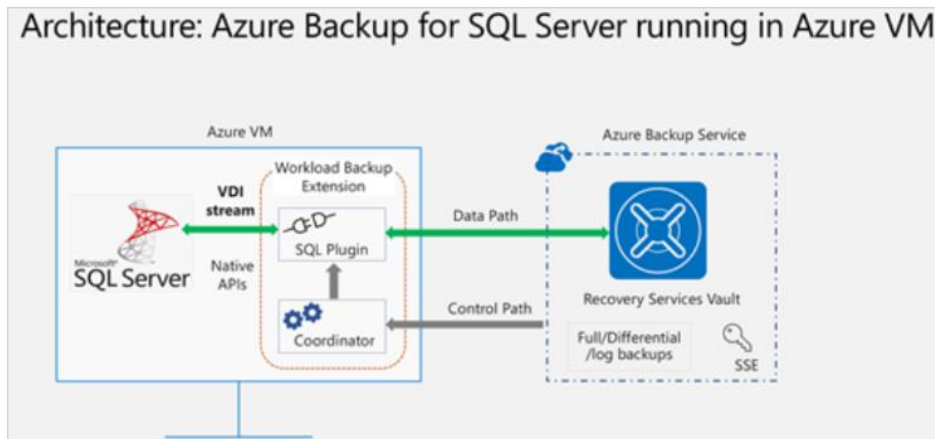 Architecture: Azure Backup for SQL Server running in Azure VM
Azure VM
Azure Backup Service
Workload Backup
Extension
VDI
stream
Data Path
SQL Plugin
Microsoft®
SQL Server
Native
APIs
Recovery Services Vault
Control Path
Coordinator
Full/Differential
/log backups
SSE